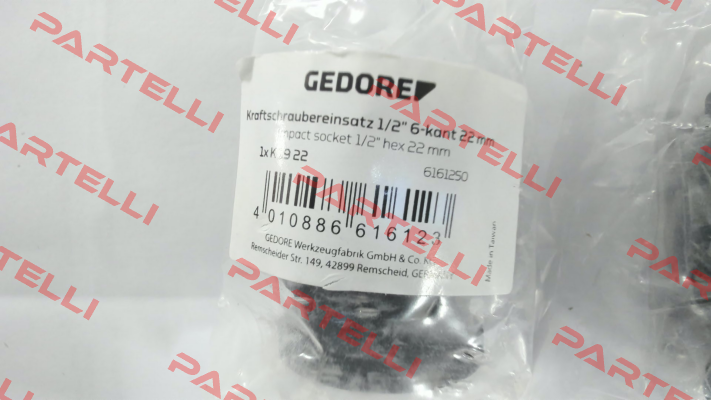 GEDORE
Kraftschraubereinsatz 1/2" 6-kant 22 mm
Impact socket 1/2" hex 22 mm
1x K 19 22
6161250
4 010886 616123
GEDORE Werkzeugfabrik GmbH & Co. KG
Remscheider Str. 149, 42899 Remscheid, GERMANY
Made in Taiwan
PARTELLI
PARTELLI
PARTELLI
PARTELLI
PARTELLI
PARTELLI
PARTELLI